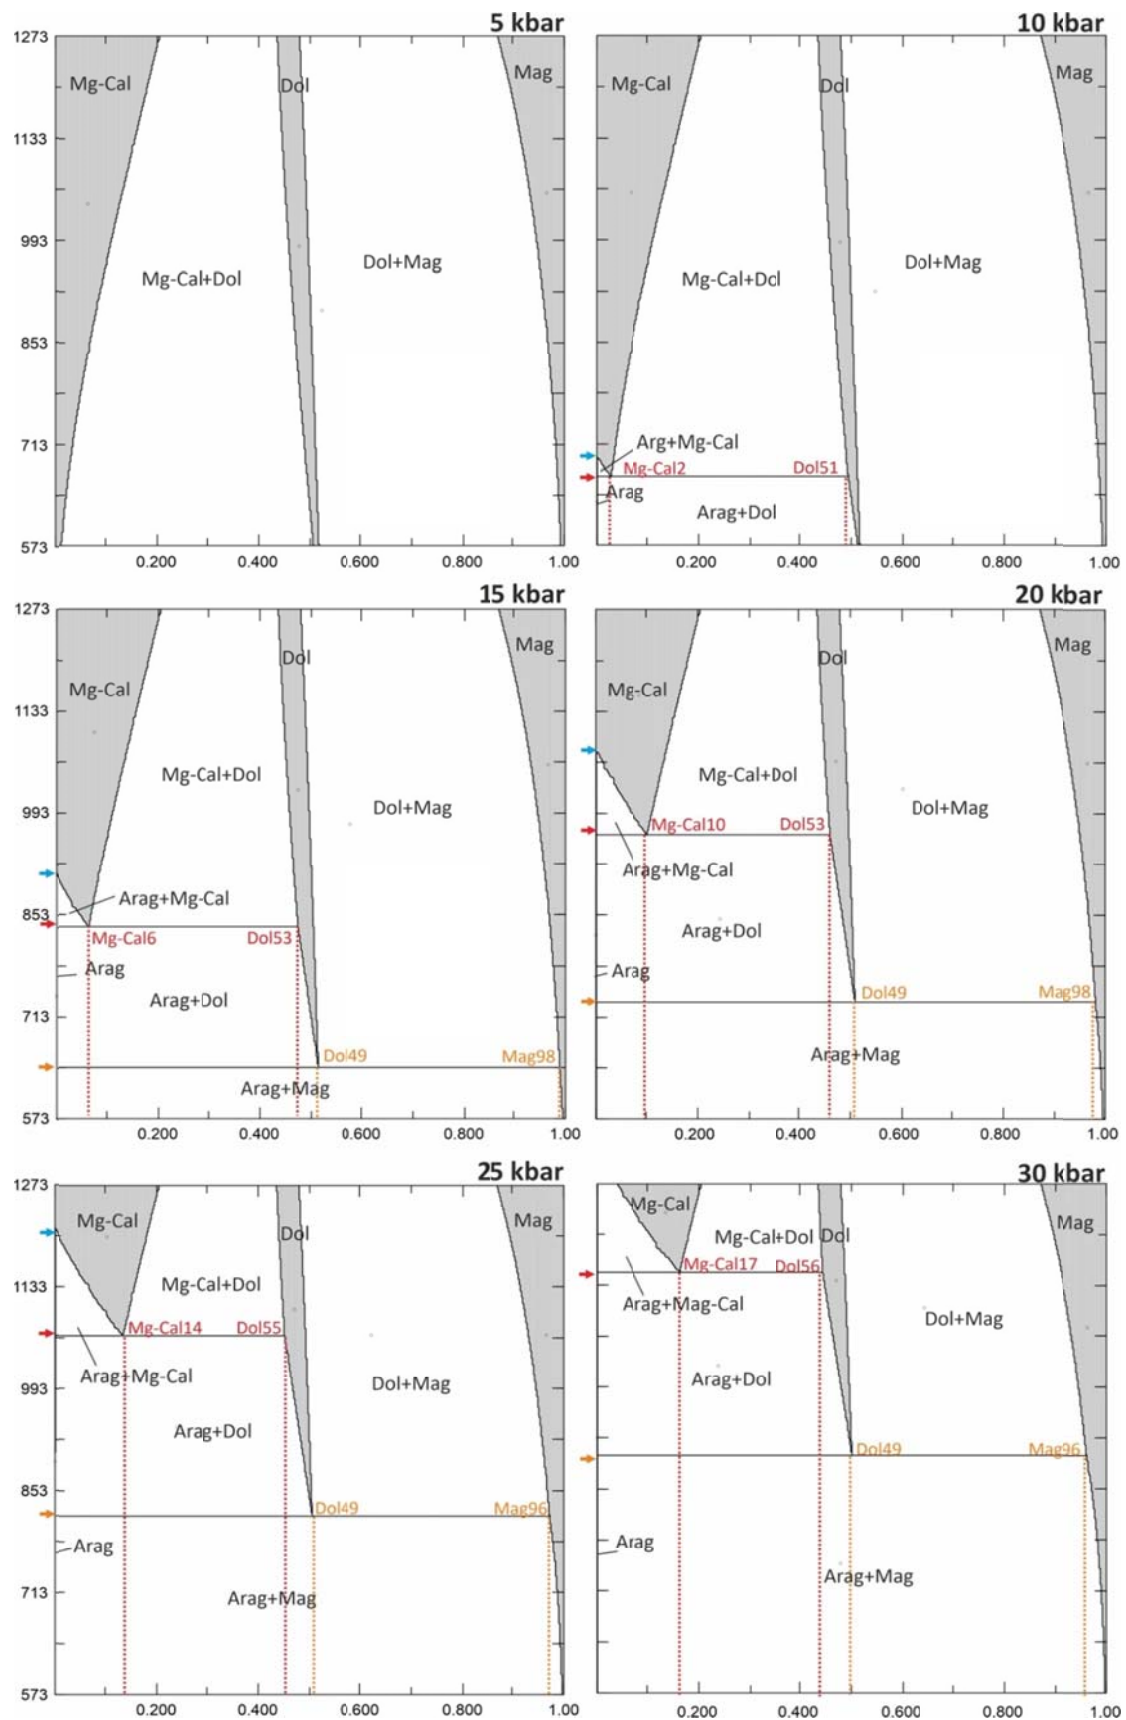 5 kbar
1273
1133
993
853
713
573
Mg-Cal
Dol
Mag
Mg-Cal+Dol
Dol+Mag
0.200 0.400 0.600 0.800 1.00
10 kbar
Mg-Cal
Dol
Mag
Mg-Cal+Dcl
Dol+Mag
Arg+Mg-Cal
Mg-Cal2
Dol51
Arag
Arag+Dol
0.200 0.400 0.600 0.800 1.00
15 kbar
1273
1133
993
853
713
573
Mg-Cal
Dol
Mag
Mg-Cal+Dol
Dol+Mag
Arag+Mg-Cal
Mg-Cal6
Dol53
Arag
Arag+Dol
Dol49
Mag98
Arag+Mag
0.200 0.400 0.600 0.800 1.00
20 kbar
Mg-Cal
Dol
Mag
Mg-Cal+Dol
Dol+Mag
Mg-Cal10
Dol53
Arag+Mg-Cal
Arag+Dol
Arag
Dol49
Mag98
Arag+Mag
0.200 0.400 0.600 0.800 1.00
25 kbar
1273
1133
993
853
713
573
Mg-Cal
Dol
Mag
Mg-Cal+Dol
Mg-Cal14
Dol55
Arag+Mg-Cal
Dol+Mag
Arag+Dol
Dol49
Mag96
Arag
Arag+Mag
0.200 0.400 0.600 0.800 1.00
30 kbar
Mg-Cal
Mg-Cal+Dol
Dol
Mag
Mg-Cal17
Dol56
Arag+Mag-Cal
Dol+Mag
Arag+Dol
Dol49
Mag96
Arag
Arag+Mag
0.200 0.400 0.600 0.800 1.00